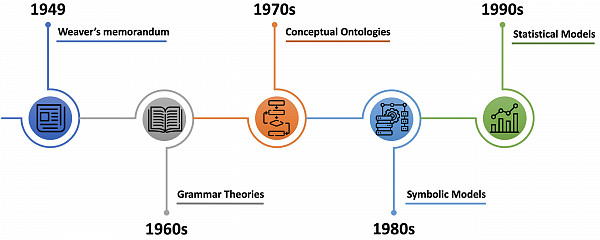 1949
Weaver's memorandum
1970s
Conceptual Ontologies
1990s
Statistical Models
Grammar Theories
1960s
Symbolic Models
1980s